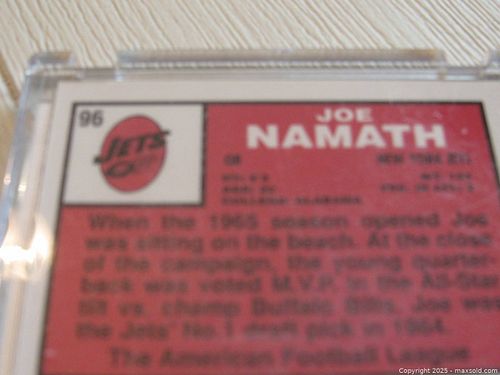 96
JETS
JOE
NAMATH
QB NEW YORK JETS
COLLEGE: ALABAMA
When the 1965 season opened Joe
was sitting on the beach. At the close
of the campaign, the young quarter-
back was voted M.V.P. in the All-Star
tilt vs. champ Buffalo Bills. Joe was
the Jets' No. 1 draft pick in 1964.
The American Football League
Copyright 2025 - maxsold.com